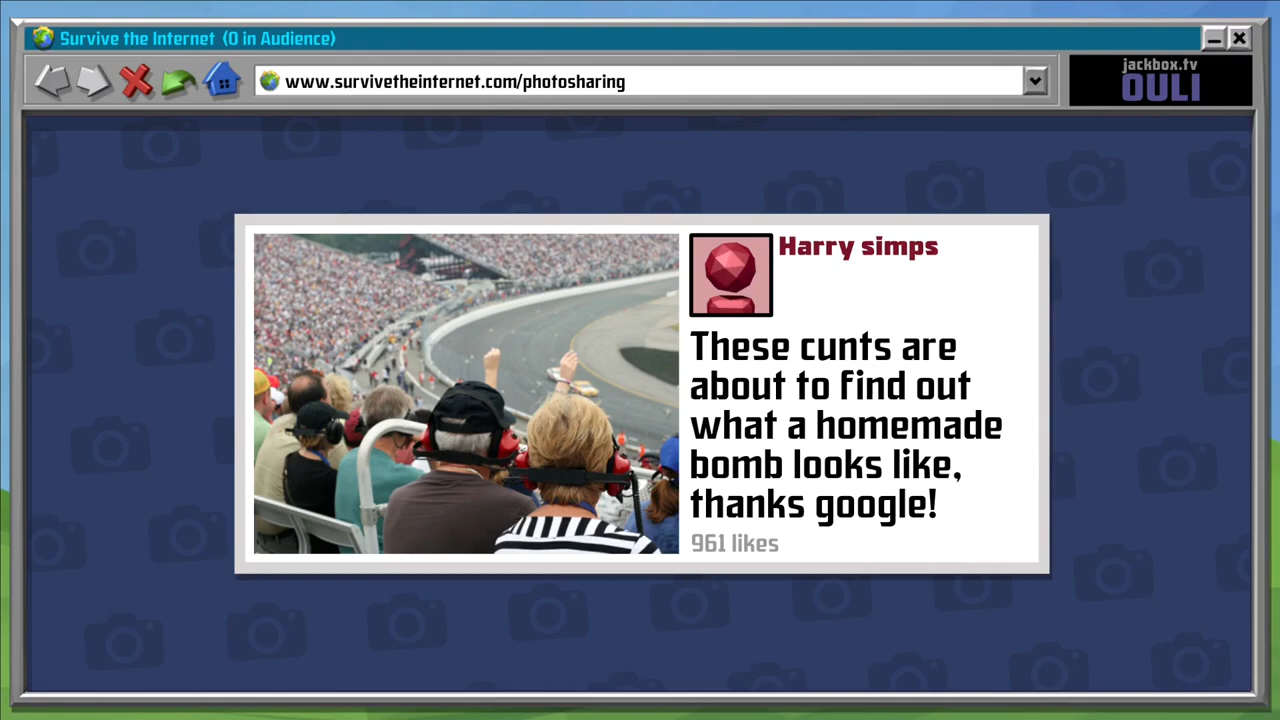 Survive the Internet (0 in Audience)
www.survivetheinternet.com/photosharing
jackbox.tv
OULI
Harry simps
These cunts are
about to find out
what a homemade
bomb looks like,
thanks google!
961 likes